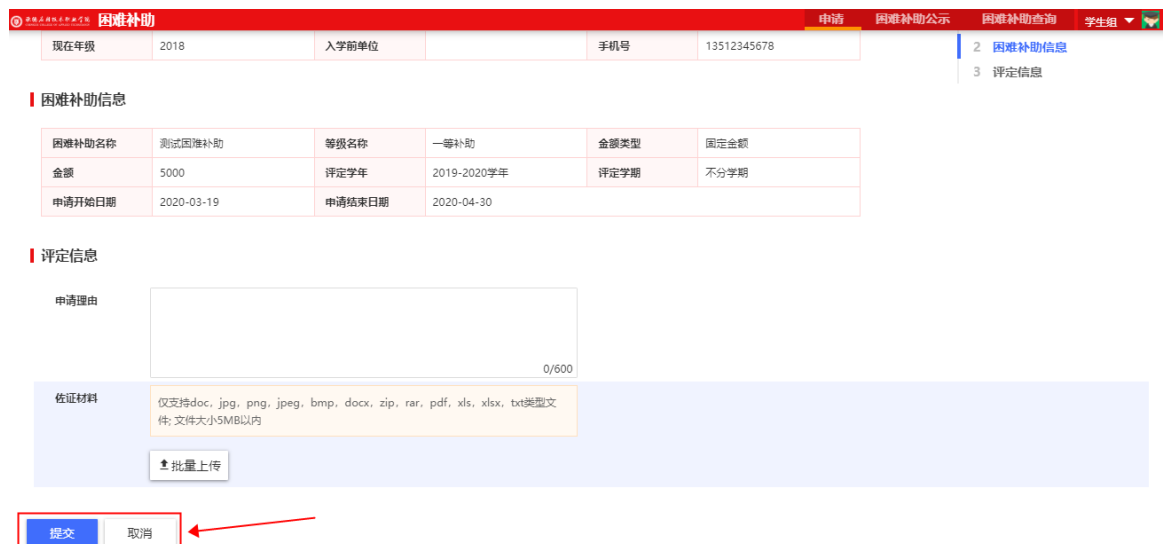 困难补助 申请 困难补助公示 困难补助查询 学生组
现在年级 2018 入学前单位 手机号 13512345678
2 困难补助信息
3 评定信息
困难补助信息
困难补助名称 测试困难补助 等级名称 一等补助 金额类型 固定金额
金额 5000 评定学年 2019-2020学年 评定学期 不分学期
申请开始日期 2020-03-19 申请结束日期 2020-04-30
评定信息
申请理由
0/600
佐证材料
仅支持doc, jpg, png, jpeg, bmp, docx, zip, rar, pdf, xls, xlsx, txt类型文
件; 文件大小5MB以内
批量上传
提交 取消